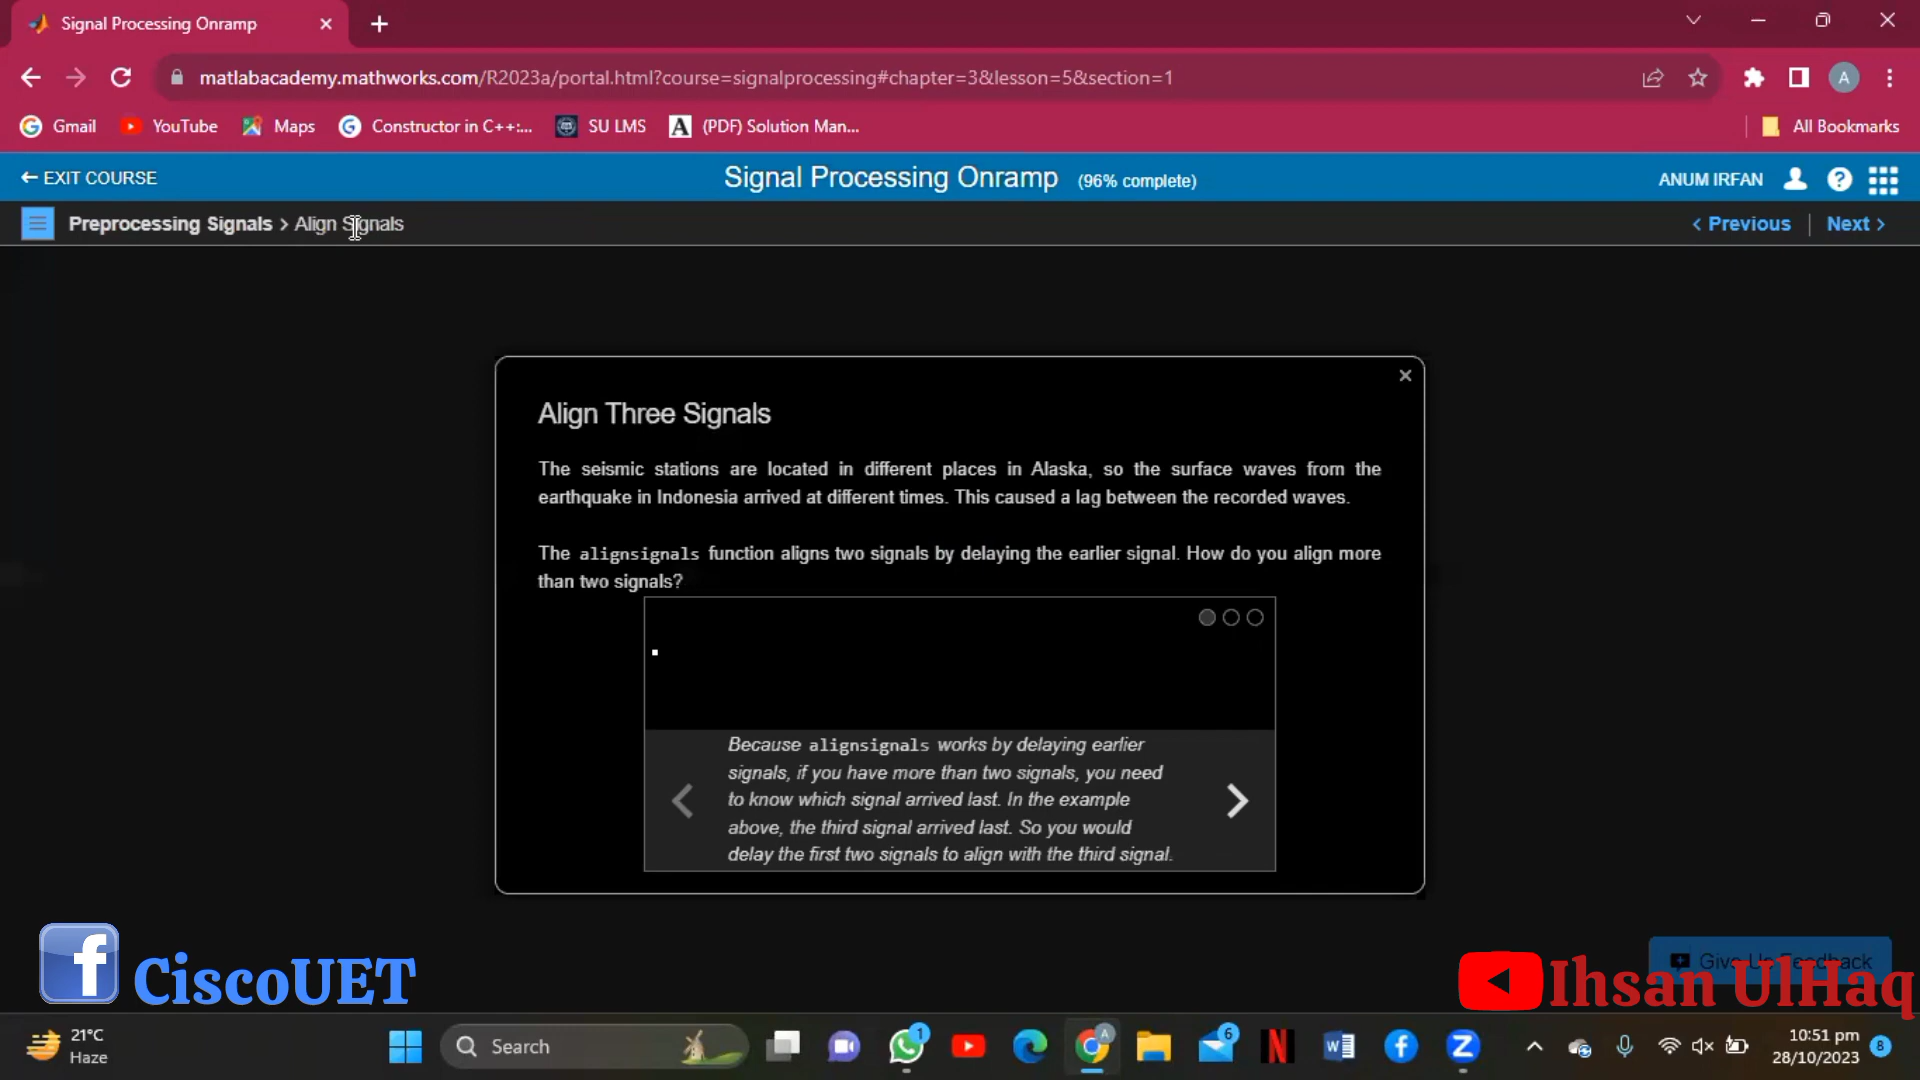 Signal Processing Onramp
matlabacademy.mathworks.com/R2023a/portal.html?course=signalprocessing#chapter=3&lesson=5&section=1
A
Gmail YouTube Maps Constructor in C++:... SU LMS (PDF) Solution Man... All Bookmarks
EXIT COURSE Signal Processing Onramp (96% complete) ANUM IRFAN
Preprocessing Signals > Align Signals < Previous | Next >
Align Three Signals
The seismic stations are located in different places in Alaska, so the surface waves from the
earthquake in Indonesia arrived at different times. This caused a lag between the recorded waves.
The alignsignals function aligns two signals by delaying the earlier signal. How do you align more
than two signals?
Because alignsignals works by delaying earlier
signals, if you have more than two signals, you need
to know which signal arrived last. In the example
above, the third signal arrived last. So you would
delay the first two signals to align with the third signal.
Give Us Feedback
CiscoUET
Ihsan UlHaq
21°C
Haze
Search
1
A
6
10:51 pm
28/10/2023
8